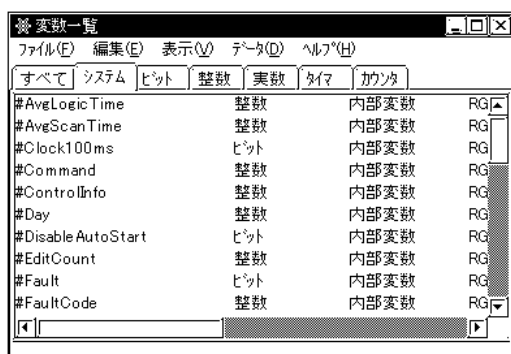 変数一覧
ファイル(F) 編集(E) 表示(V) データ(D) ヘルプ(H)
すべて システム ビット 整数 実数 タイマ カウンタ
#AvgLogicTime 整数 内部変数 RG
#AvgScanTime 整数 内部変数 RG
#Clock100ms ビット 内部変数 RG
#Command 整数 内部変数 RG
#ControlInfo 整数 内部変数 RG
#Day 整数 内部変数 RG
#DisableAutoStart ビット 内部変数 RG
#EditCount 整数 内部変数 RG
#Fault ビット 内部変数 RG
#FaultCode 整数 内部変数 RG